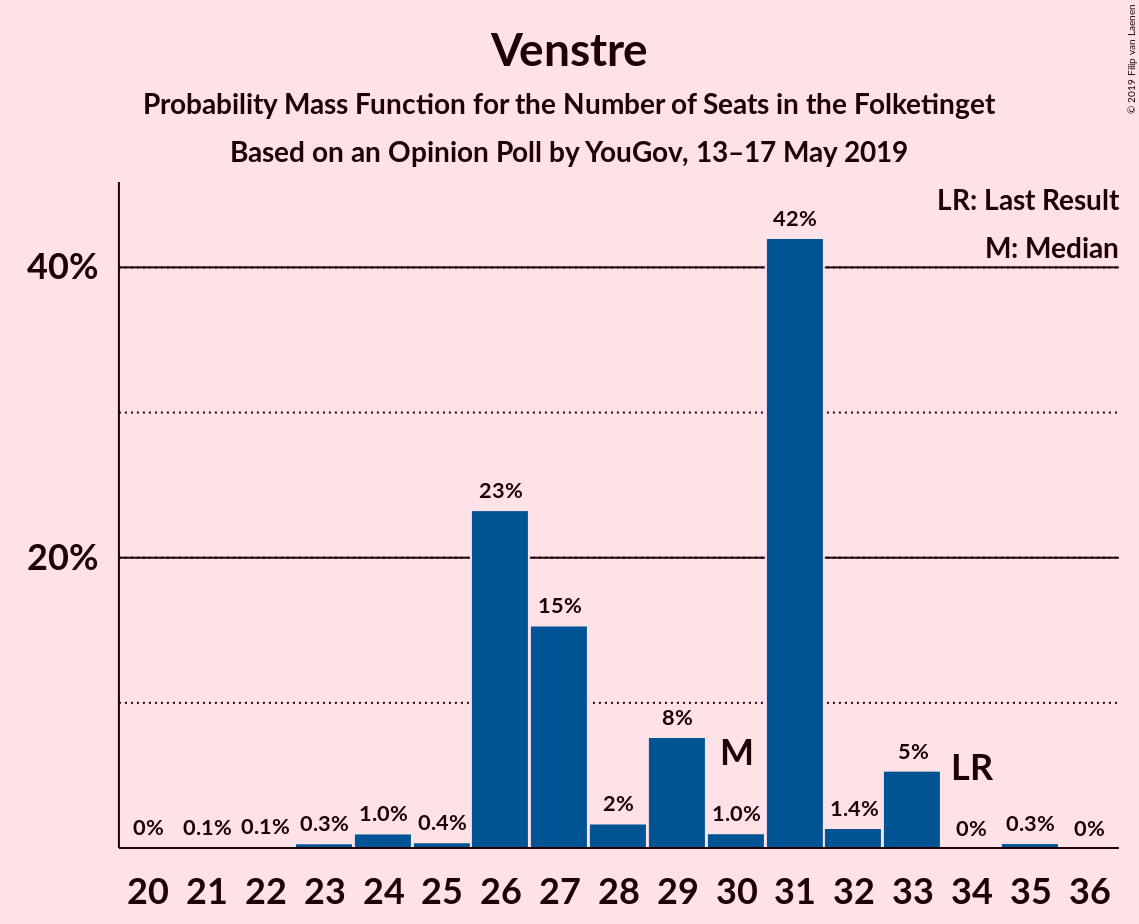 Venstre
Probability Mass Function for the Number of Seats in the Folketinget
Based on an Opinion Poll by YouGov, 13–17 May 2019
© 2019 Filip van Laenen
LR: Last Result
M: Median
40%
20%
0%
0.1%
0.1%
0.3%
1.0%
0.4%
23%
15%
2%
8%
1.0%
42%
1.4%
5%
0%
0.3%
0%
M
LR
20 21 22 23 24 25 26 27 28 29 30 31 32 33 34 35 36